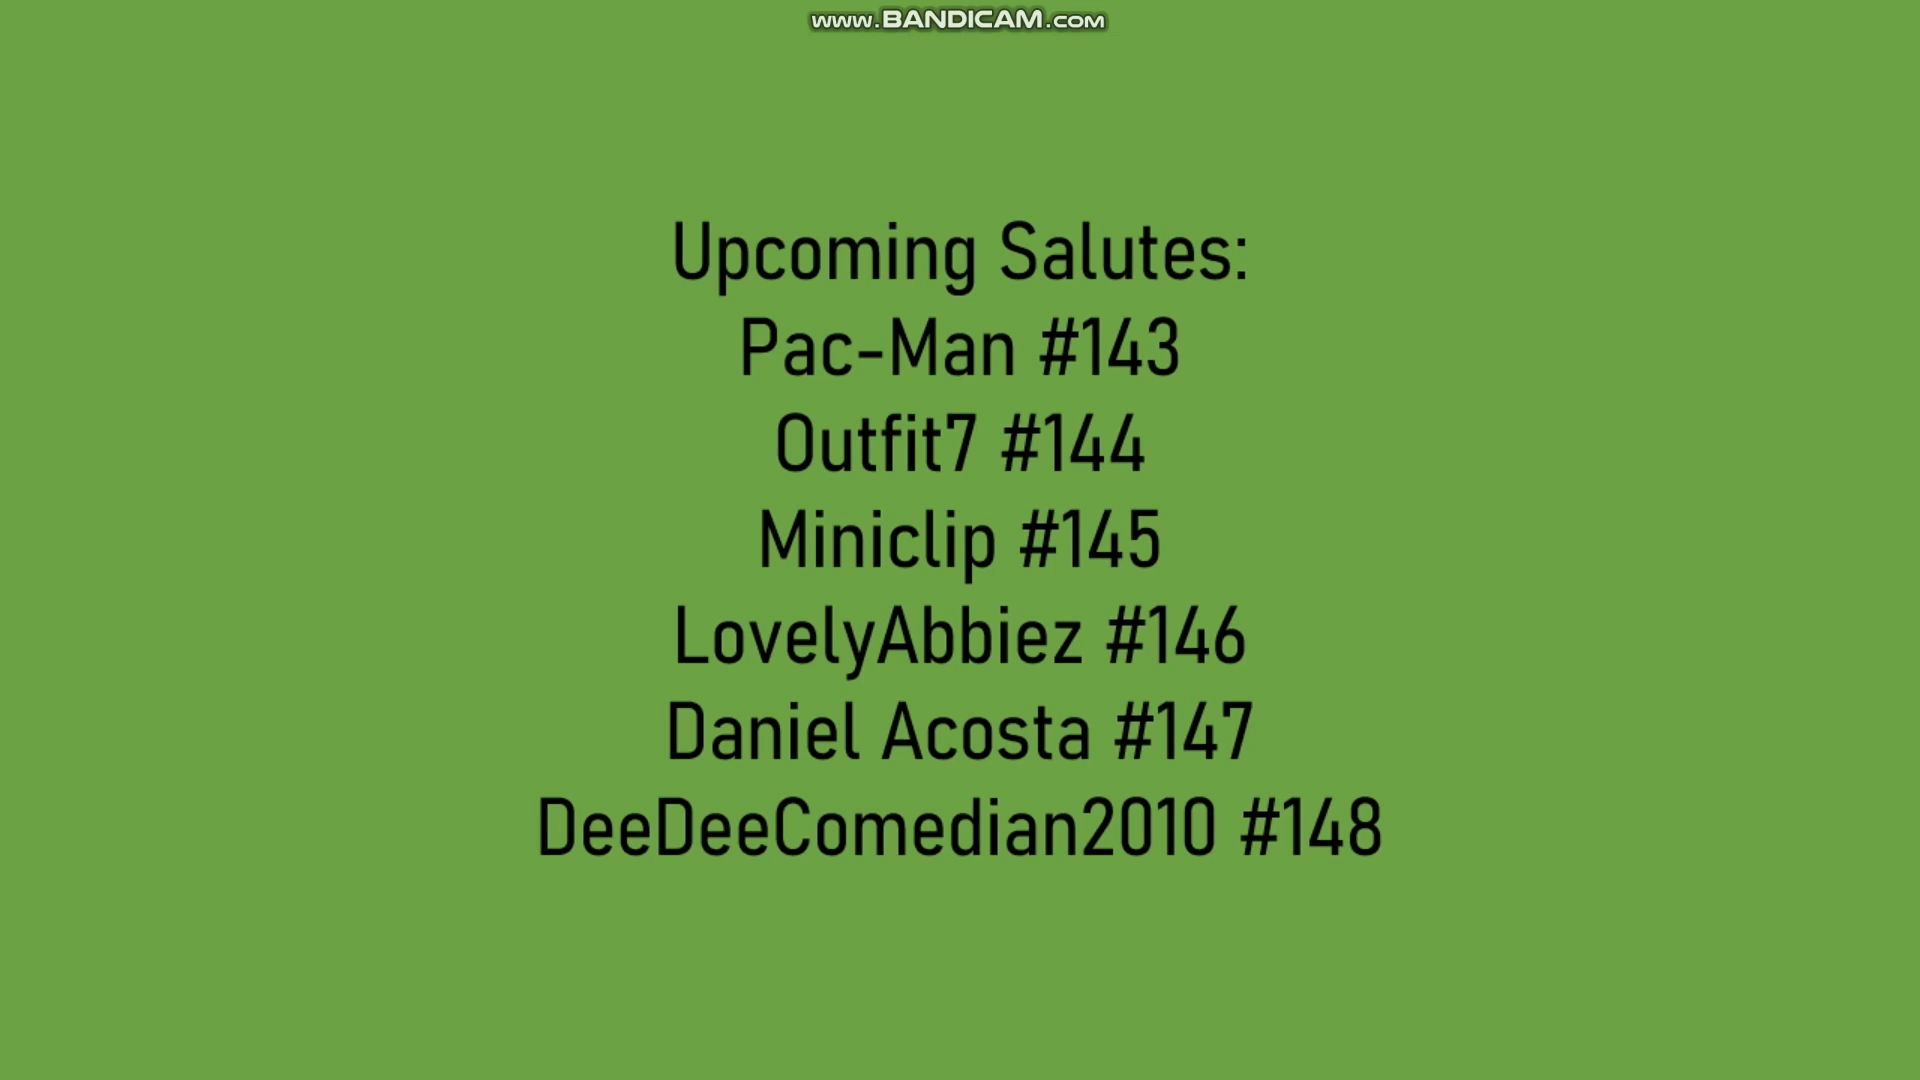 www.BANDICAM.com
Upcoming Salutes:
Pac-Man #143
Outfit7 #144
Miniclip #145
LovelyAbbiez #146
Daniel Acosta #147
DeeDeeComedian2010 #148